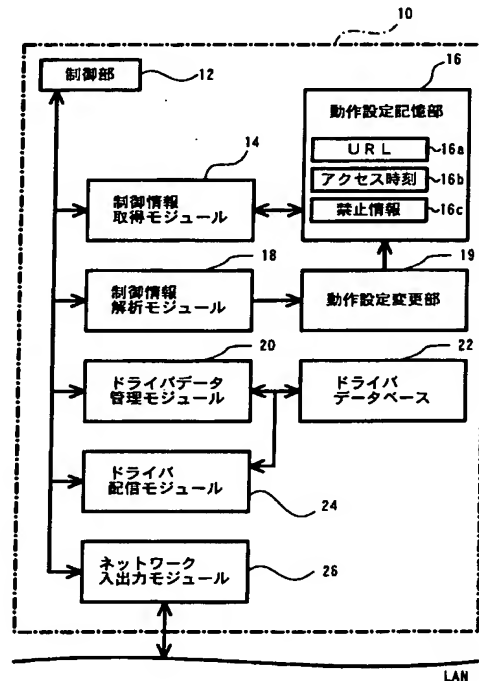 10
制御部
12
16
動作設定記憶部
URL
16a
アクセス時刻
16b
禁止情報
16c
14
制御情報
取得モジュール
18
制御情報
解析モジュール
19
動作設定変更部
20
ドライバデータ
管理モジュール
22
ドライバ
データベース
ドライバ
配信モジュール
24
ネットワーク
入出力モジュール
26
LAN